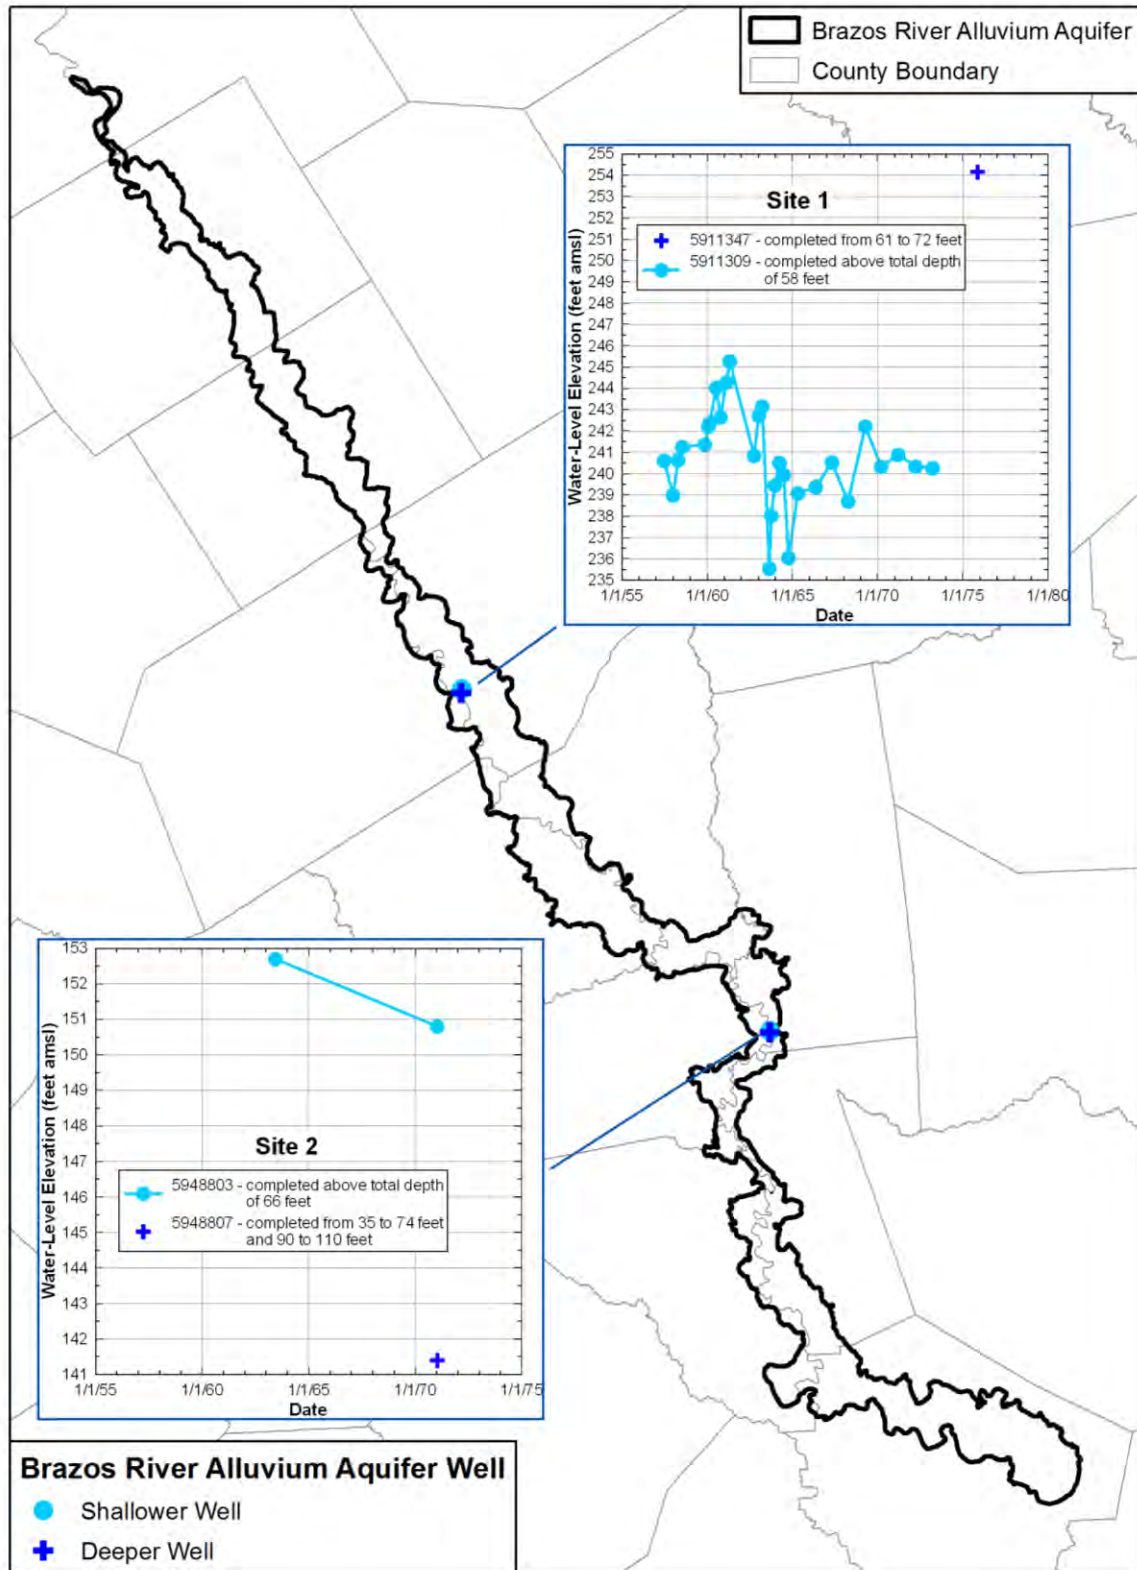 Brazos River Alluvium Aquifer
County Boundary
255
254
253
252
251
250
249
248
247
246
245
244
243
242
241
240
239
238
237
236
235
Water-Level Elevation (feet amsl)
Site 1
5911347 - completed from 61 to 72 feet
5911309 - completed above total depth
of 58 feet
1/1/55 1/1/60 1/1/65 1/1/70 1/1/75 1/1/80
Date
153
152
151
150
149
148
147
146
145
144
143
142
141
Water-Level Elevation (feet amsl)
Site 2
5948803 - completed above total depth
of 66 feet
5948807 - completed from 35 to 74 feet
and 90 to 110 feet
1/1/55 1/1/60 1/1/65 1/1/70 1/1/75
Date
Brazos River Alluvium Aquifer Well
Shallower Well
Deeper Well